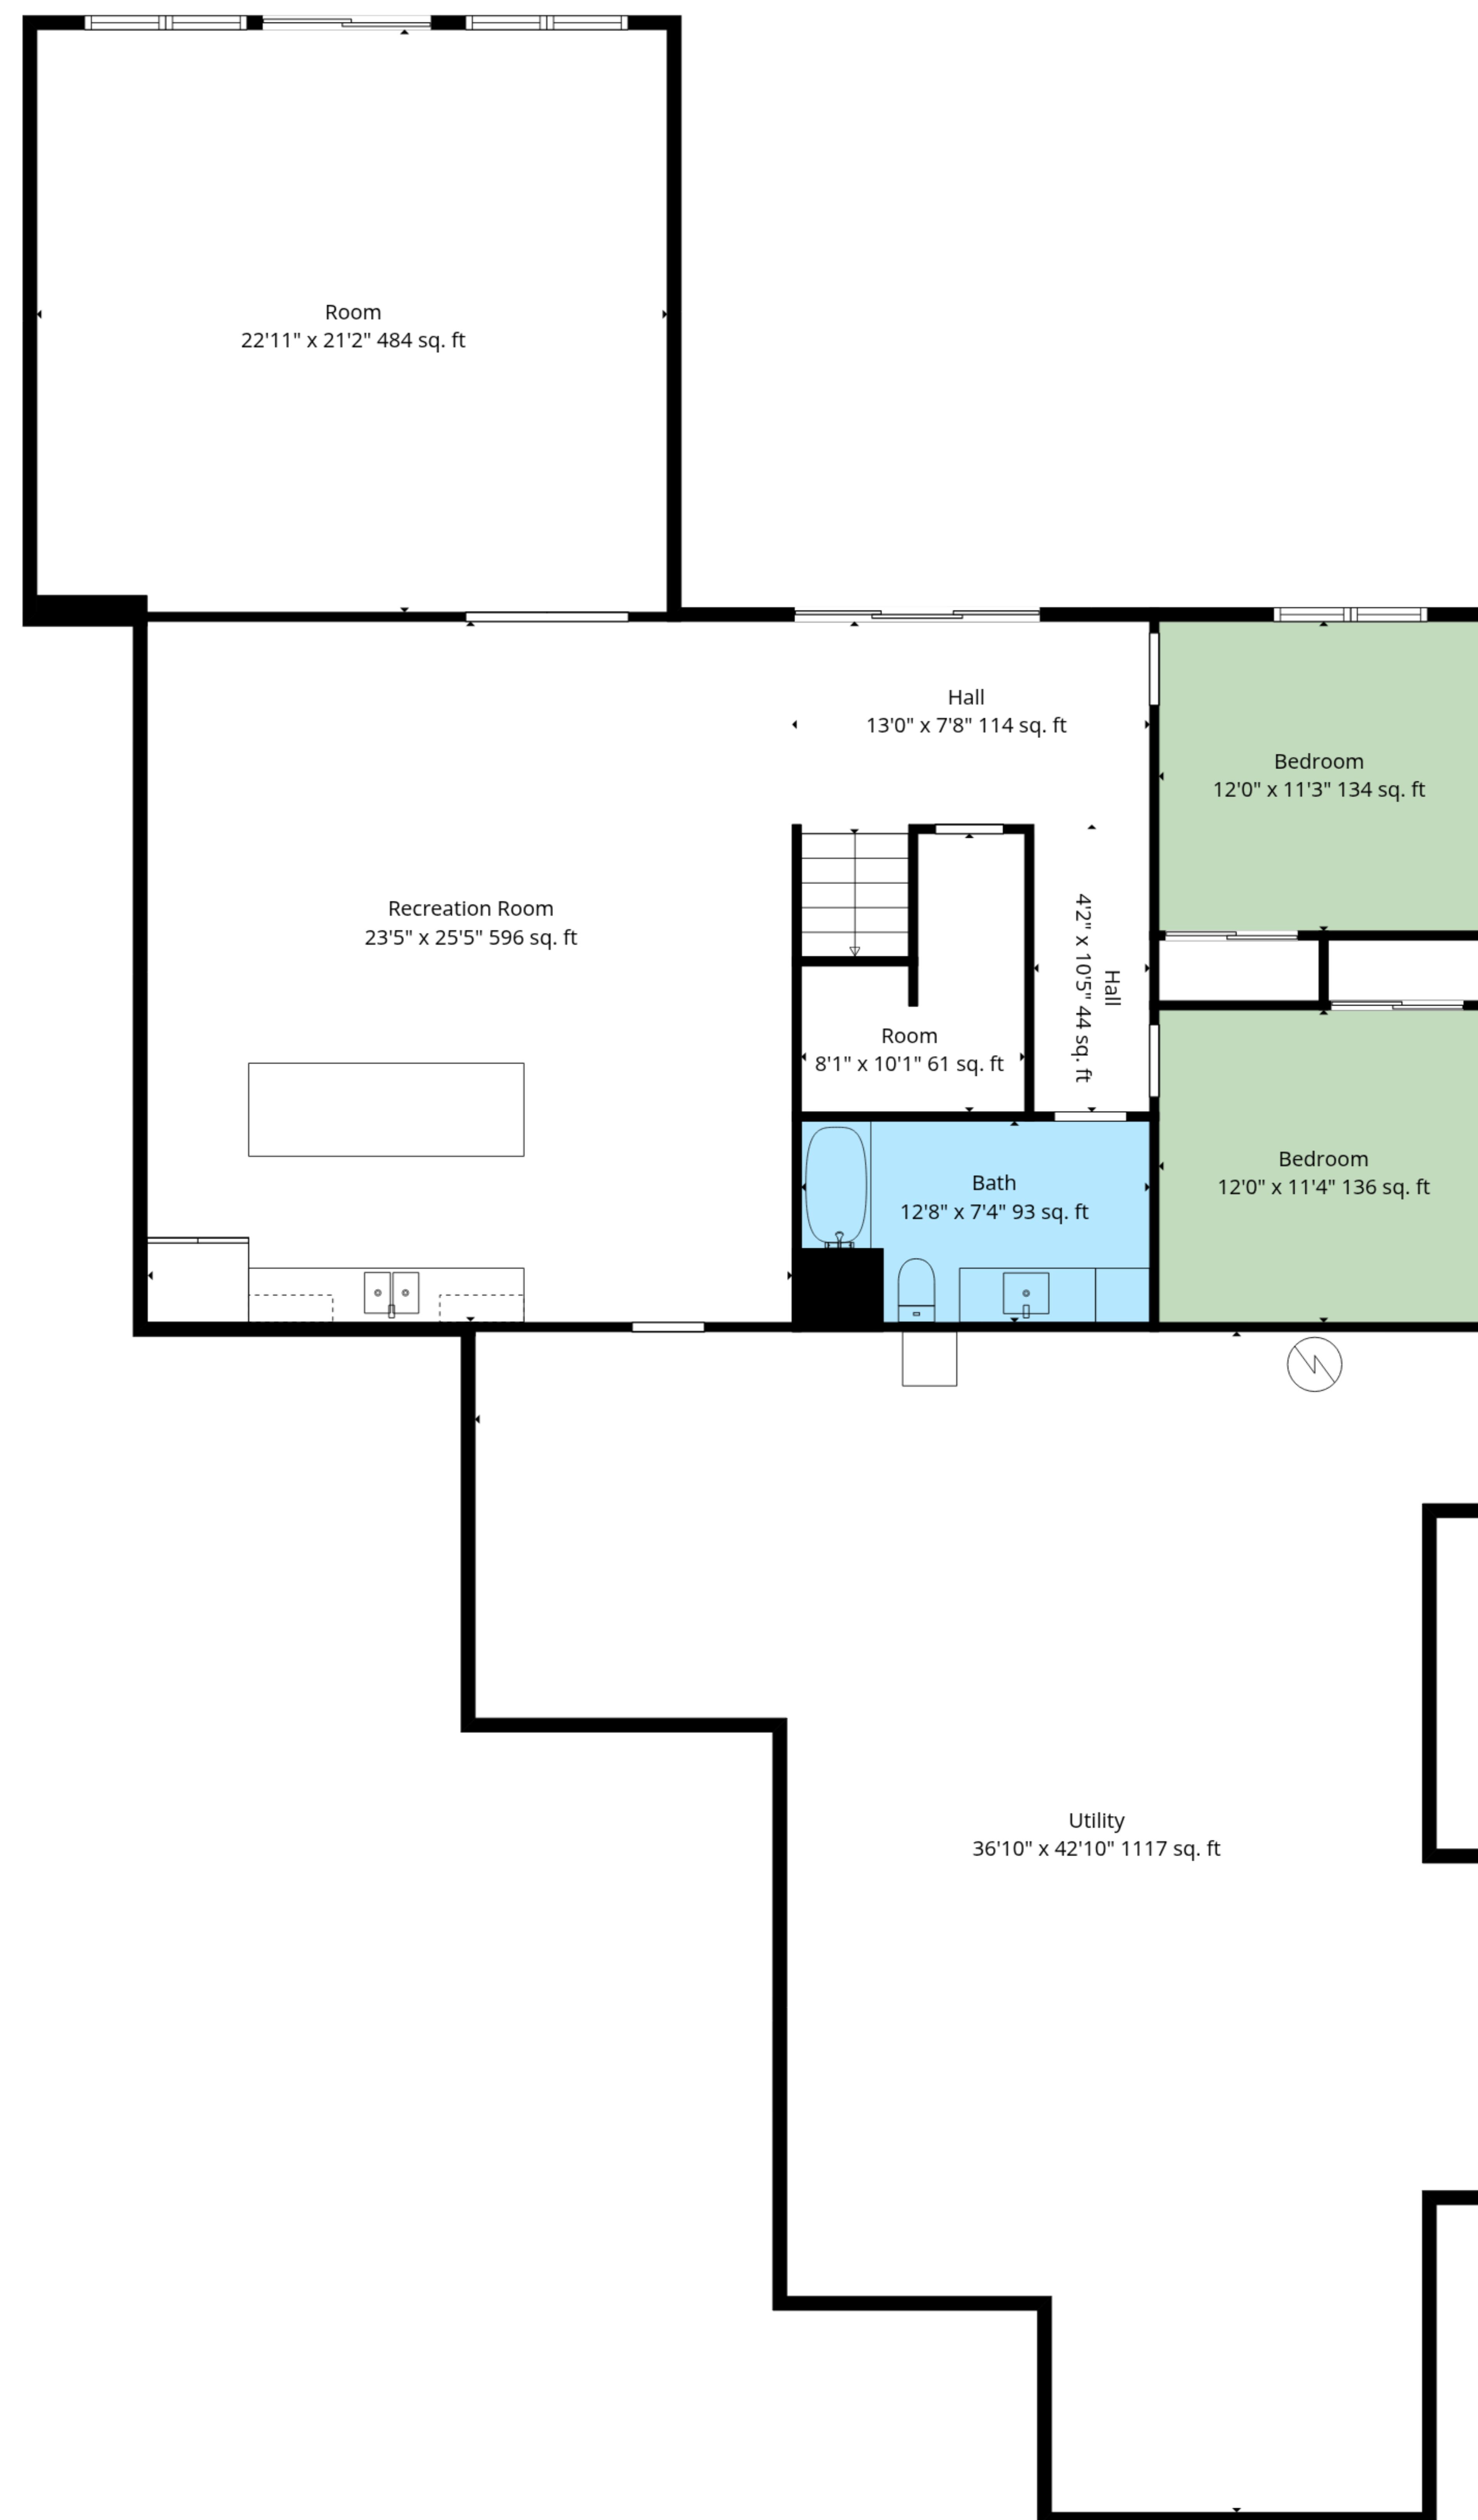 Room
22'11" x 21'2" 484 sq. ft
Hall
13'0" x 7'8" 114 sq. ft
Bedroom
12'0" x 11'3" 134 sq. ft
Recreation Room
23'5" x 25'5" 596 sq. ft
Hall
4'2" x 10'5" 44 sq. ft
Room
8'1" x 10'1" 61 sq. ft
Bath
12'8" x 7'4" 93 sq. ft
Bedroom
12'0" x 11'4" 136 sq. ft
Utility
36'10" x 42'10" 1117 sq. ft